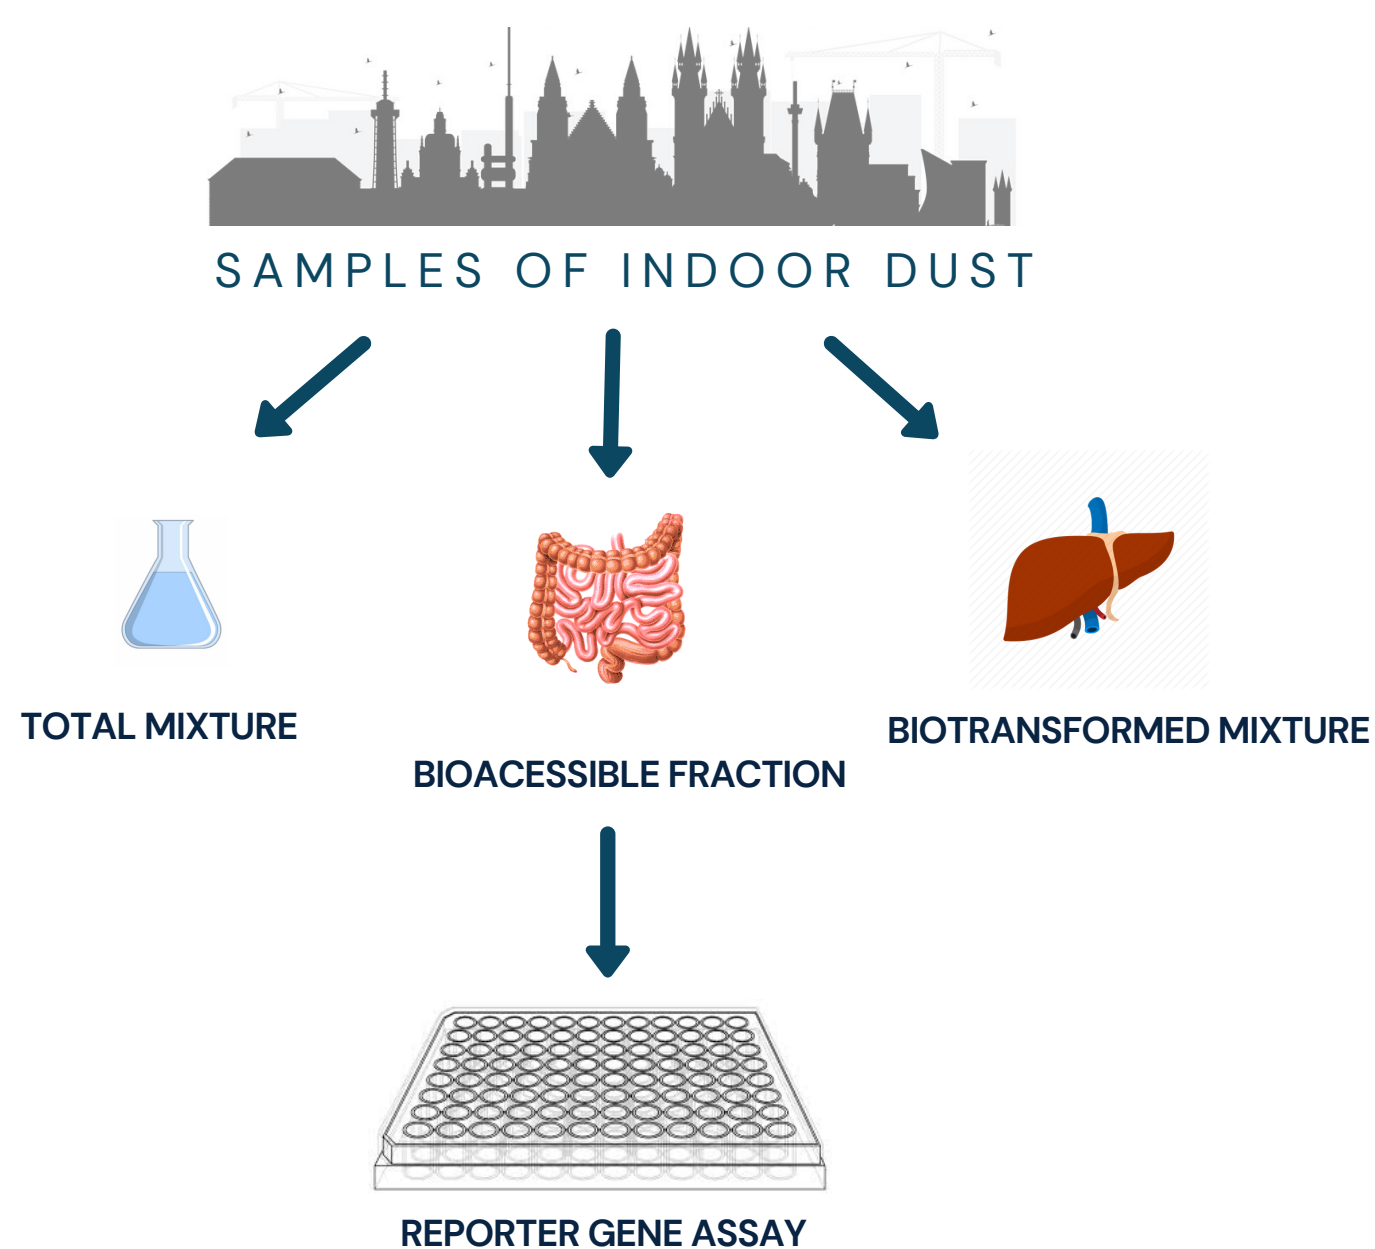 SAMPLES OF INDOOR DUST
TOTAL MIXTURE
BIOACESSIBLE FRACTION
BIOTRANSFORMED MIXTURE
REPORTER GENE ASSAY